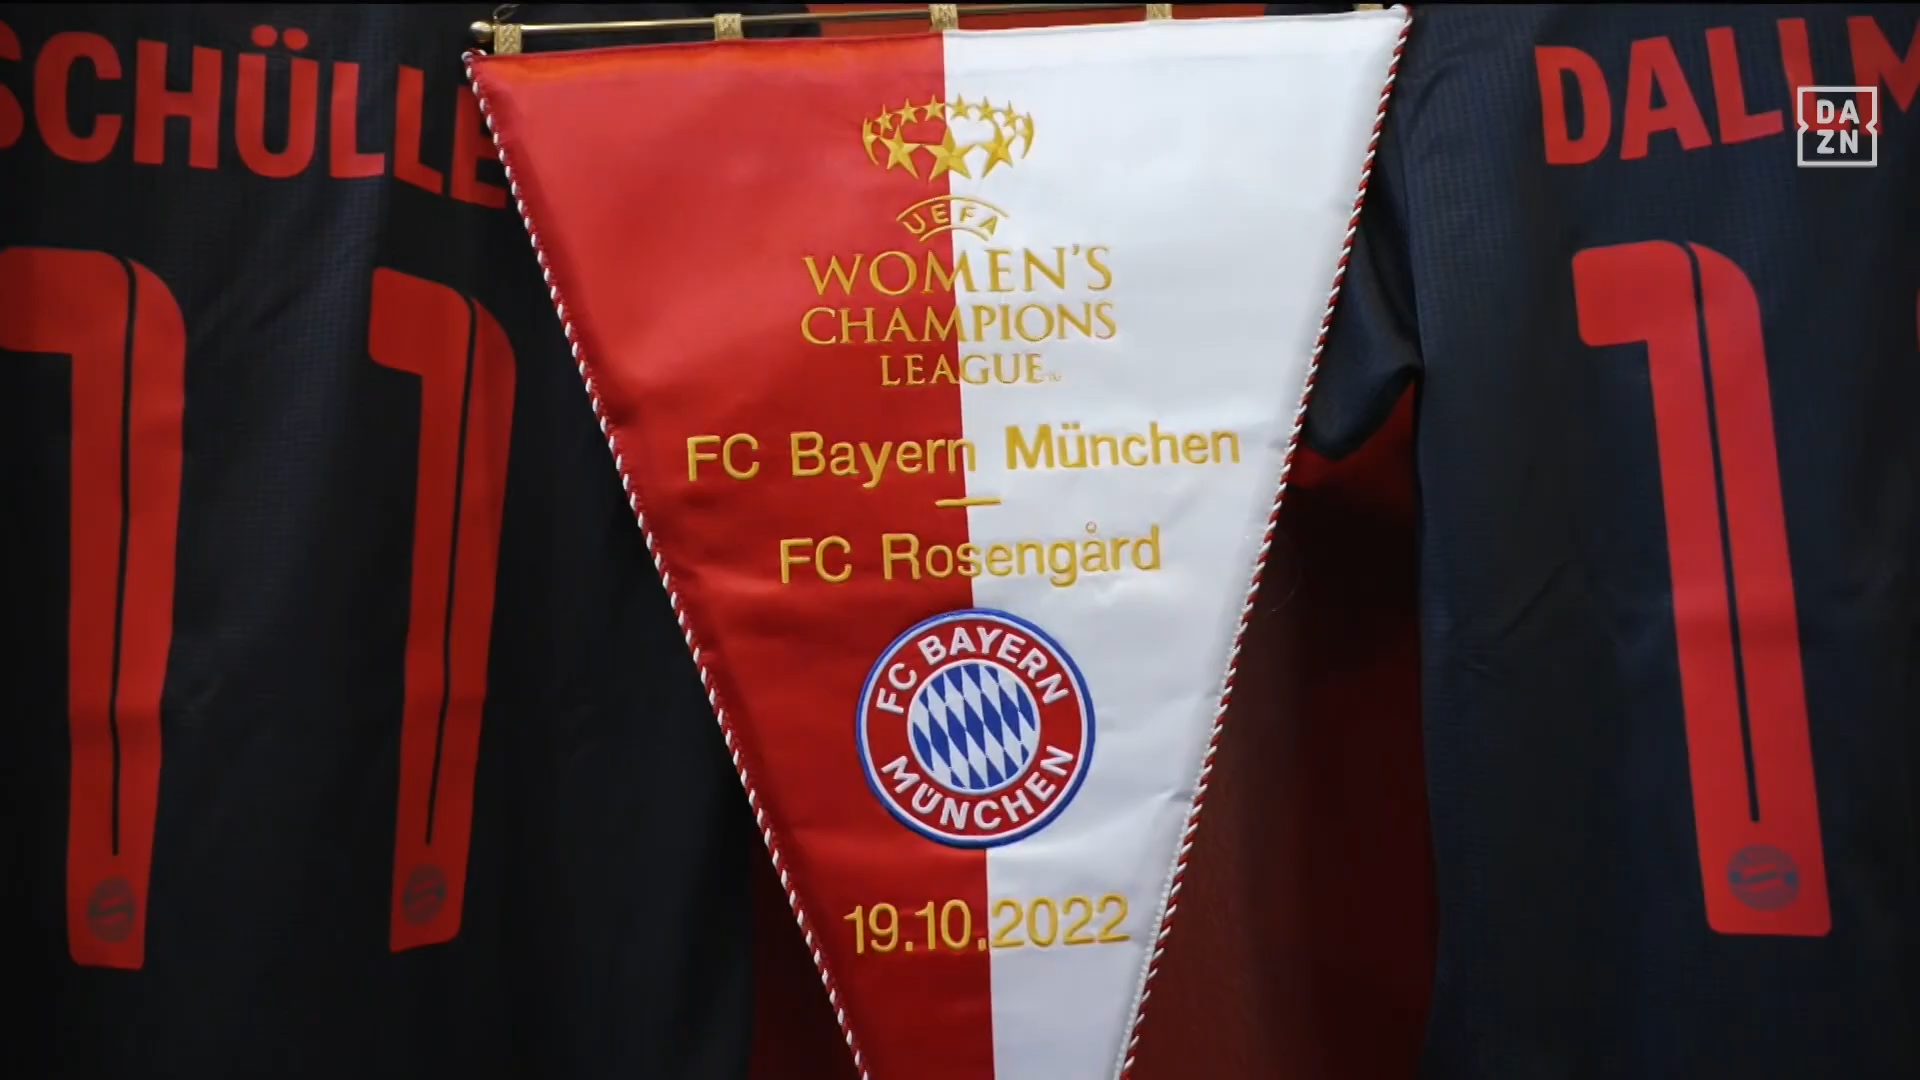 SCHÜLLE
11
UEFA
WOMEN'S
CHAMPIONS
LEAGUE
FC Bayern München
—
FC Rosengård
FC BAYERN
MÜNCHEN
19.10.2022
DALLM
1
DA
ZN